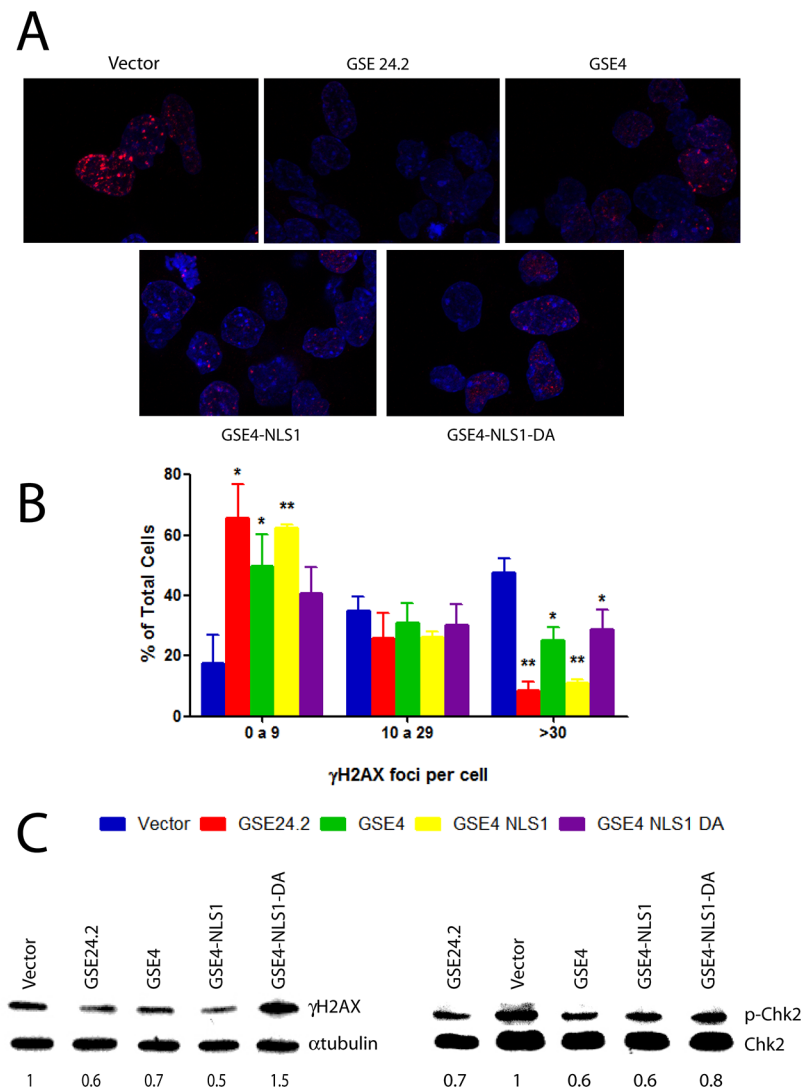 A
Vector
GSE 24.2
GSE4
GSE4-NLS1
GSE4-NLS1-DA
B
% of Total Cells
80
60
40
20
0
*
*
**
**
*
**
*
0 a 9
10 a 29
>30
γH2AX foci per cell
C
Vector
GSE24.2
GSE4
GSE4 NLS1
GSE4 NLS1 DA
Vector
GSE24.2
GSE4
GSE4-NLS1
GSE4-NLS1-DA
γH2AX
αtubulin
1 0.6 0.7 0.5 1.5
GSE24.2
Vector
GSE4
GSE4-NLS1
GSE4-NLS1-DA
p-Chk2
Chk2
0.7 1 0.6 0.6 0.8